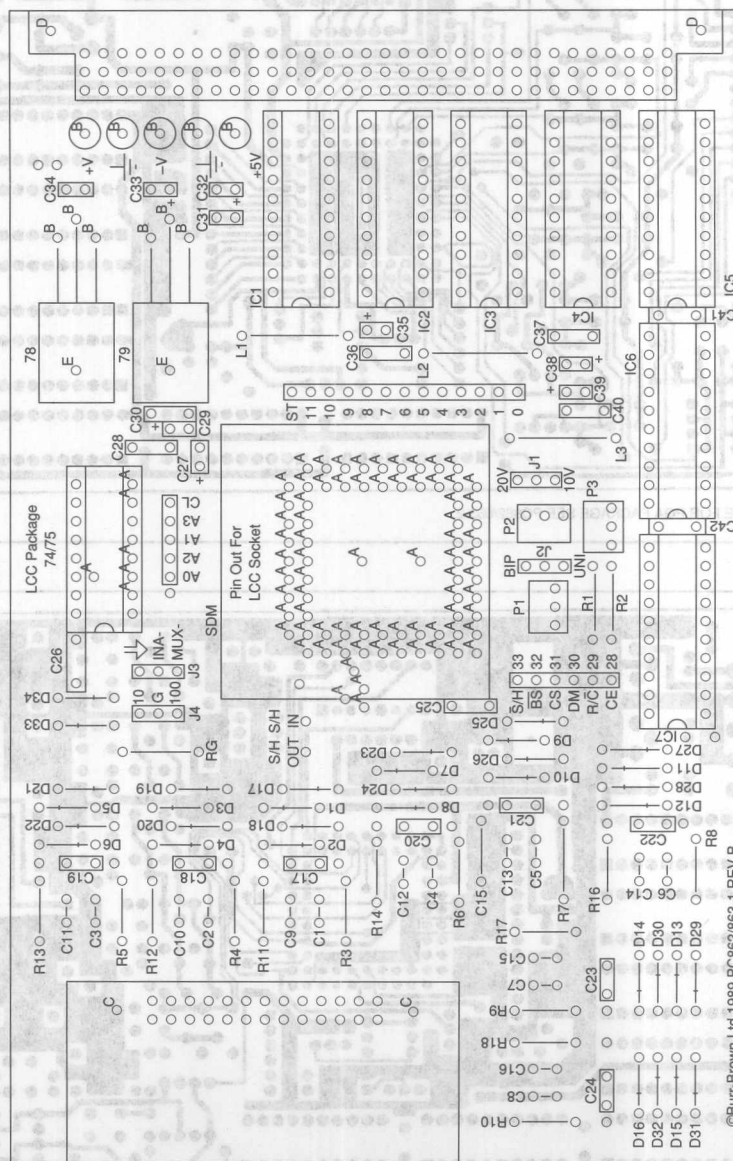 D
D
B
B
B
B
B
C34
+V
C33
-V
C32
-
C31
+
+5V
B
B
B
B
B
B
+
IC1
IC2
IC3
IC4
IC5
78
E
79
E
L1
C36
+
C35
L2
C37
C38
+
C39
+
C40
C41
IC6
L3
C30
+
C29
C28
C27
+
ST
11
10
9
8
7
6
5
4
3
2
1
0
LCC Package
74/75
A
A
A
A
A
CL
A3
A1
A2
A0
SDM
Pin Out For
LCC Socket
A
A
20V
J1
10V
P2
P3
BIP
J2
UNI
P1
R1
R2
C42
C26
INA-
MUX-
J3
10
G
100
J4
S/H 33
BS 32
CS 31
DM 30
R/C 29
CE 28
C25
S/H S/H
OUT IN
RG
D34
D33
IC7
D21
D5
D22
D6
C19
D19
D3
D20
D4
C18
D17
D1
D18
D2
C17
D23
D7
D24
D8
C20
D25
D9
D26
D10
C21
D27
D11
D28
D12
C22
R13
C11
C3
R5
R12
C10
C2
R4
R11
C9
C1
R3
R14
C12
C4
R6
C15
C13
C5
R7
R16
C6
C14
R8
R17
C15
C7
R9
R18
C16
C8
R10
C
C
C23
C24
D14
D30
D13
D29
D16
D32
D15
D31
©Burr-Brown Ltd 1989 PC862/863-1 REV B